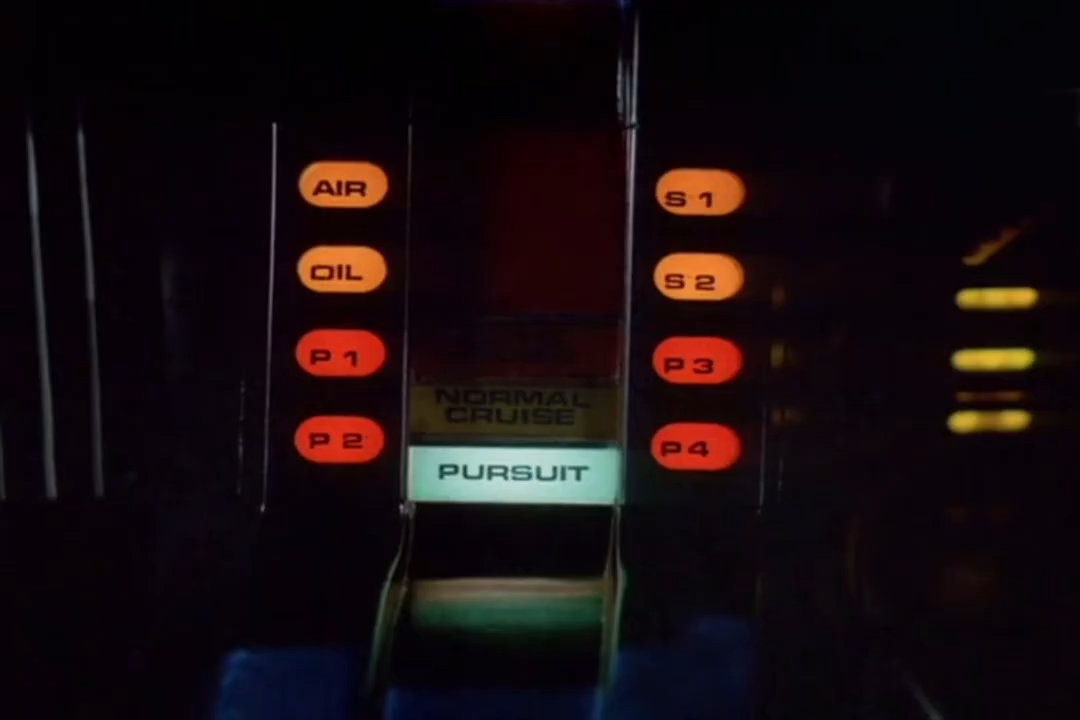 AIR
OIL
P 1
P 2
NORMAL
CRUISE
PURSUIT
S 1
S 2
P 3
P 4